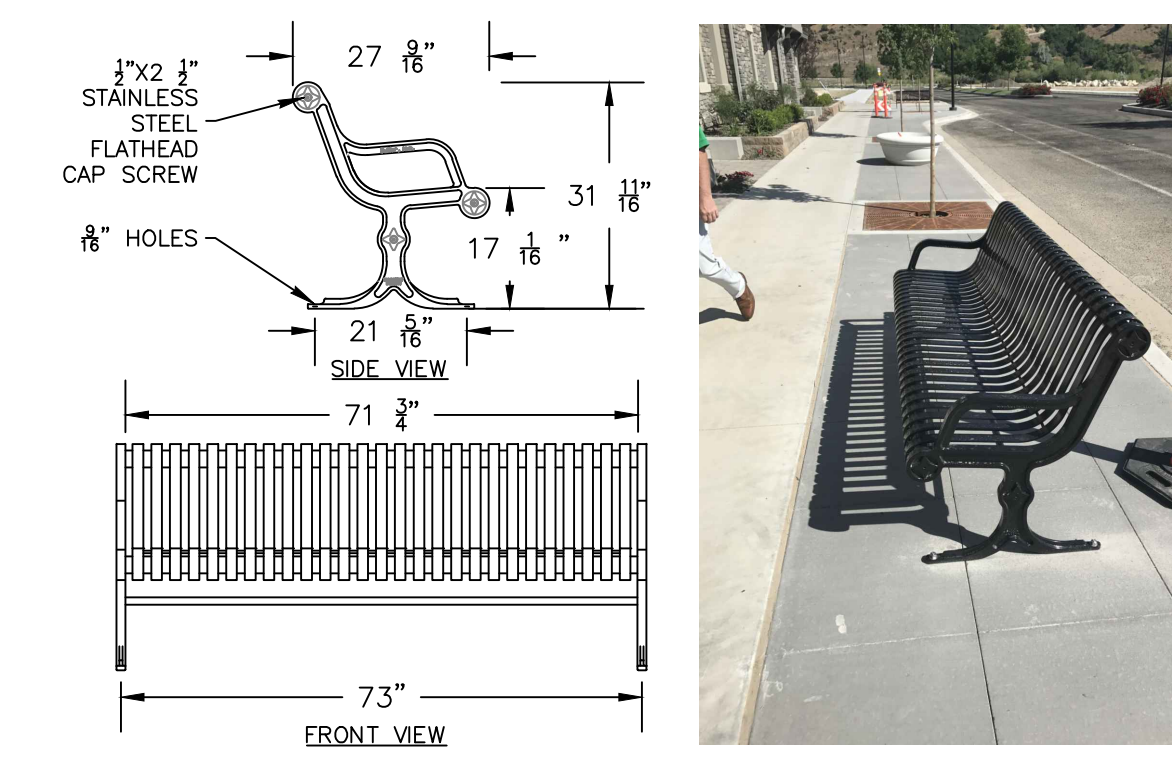 27 9/16"
1/2"X2 1/2"
STAINLESS
STEEL
FLATHEAD
CAP SCREW
31 11/16"
9/16" HOLES
17 1/16 "
21 5/16"
SIDE VIEW
71 3/4
73"
FRONT VIEW